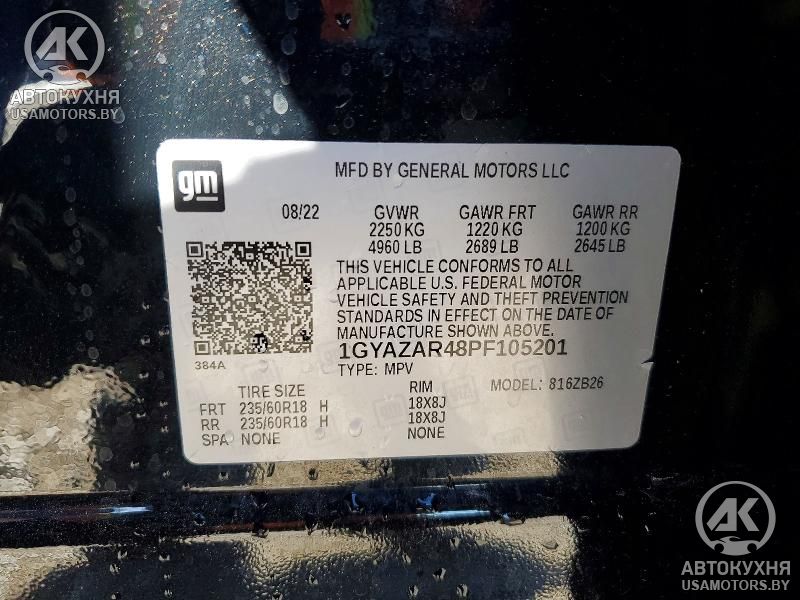 AK
АВТОКУХНЯ
USAMOTORS.BY
gm
MFD BY GENERAL MOTORS LLC
08/22 GVWR GAWR FRT GAWR RR
2250 KG 1220 KG 1200 KG
4960 LB 2689 LB 2645 LB
THIS VEHICLE CONFORMS TO ALL
APPLICABLE U.S. FEDERAL MOTOR
VEHICLE SAFETY AND THEFT PREVENTION
STANDARDS IN EFFECT ON THE DATE OF
MANUFACTURE SHOWN ABOVE.
384A 1GYAZAR48PF105201
TYPE: MPV MODEL: 816ZB26
TIRE SIZE RIM
FRT 235/60R18 H 18X8J
RR 235/60R18 H 18X8J
SPA NONE NONE
AK
АВТОКУХНЯ
USAMOTORS.BY